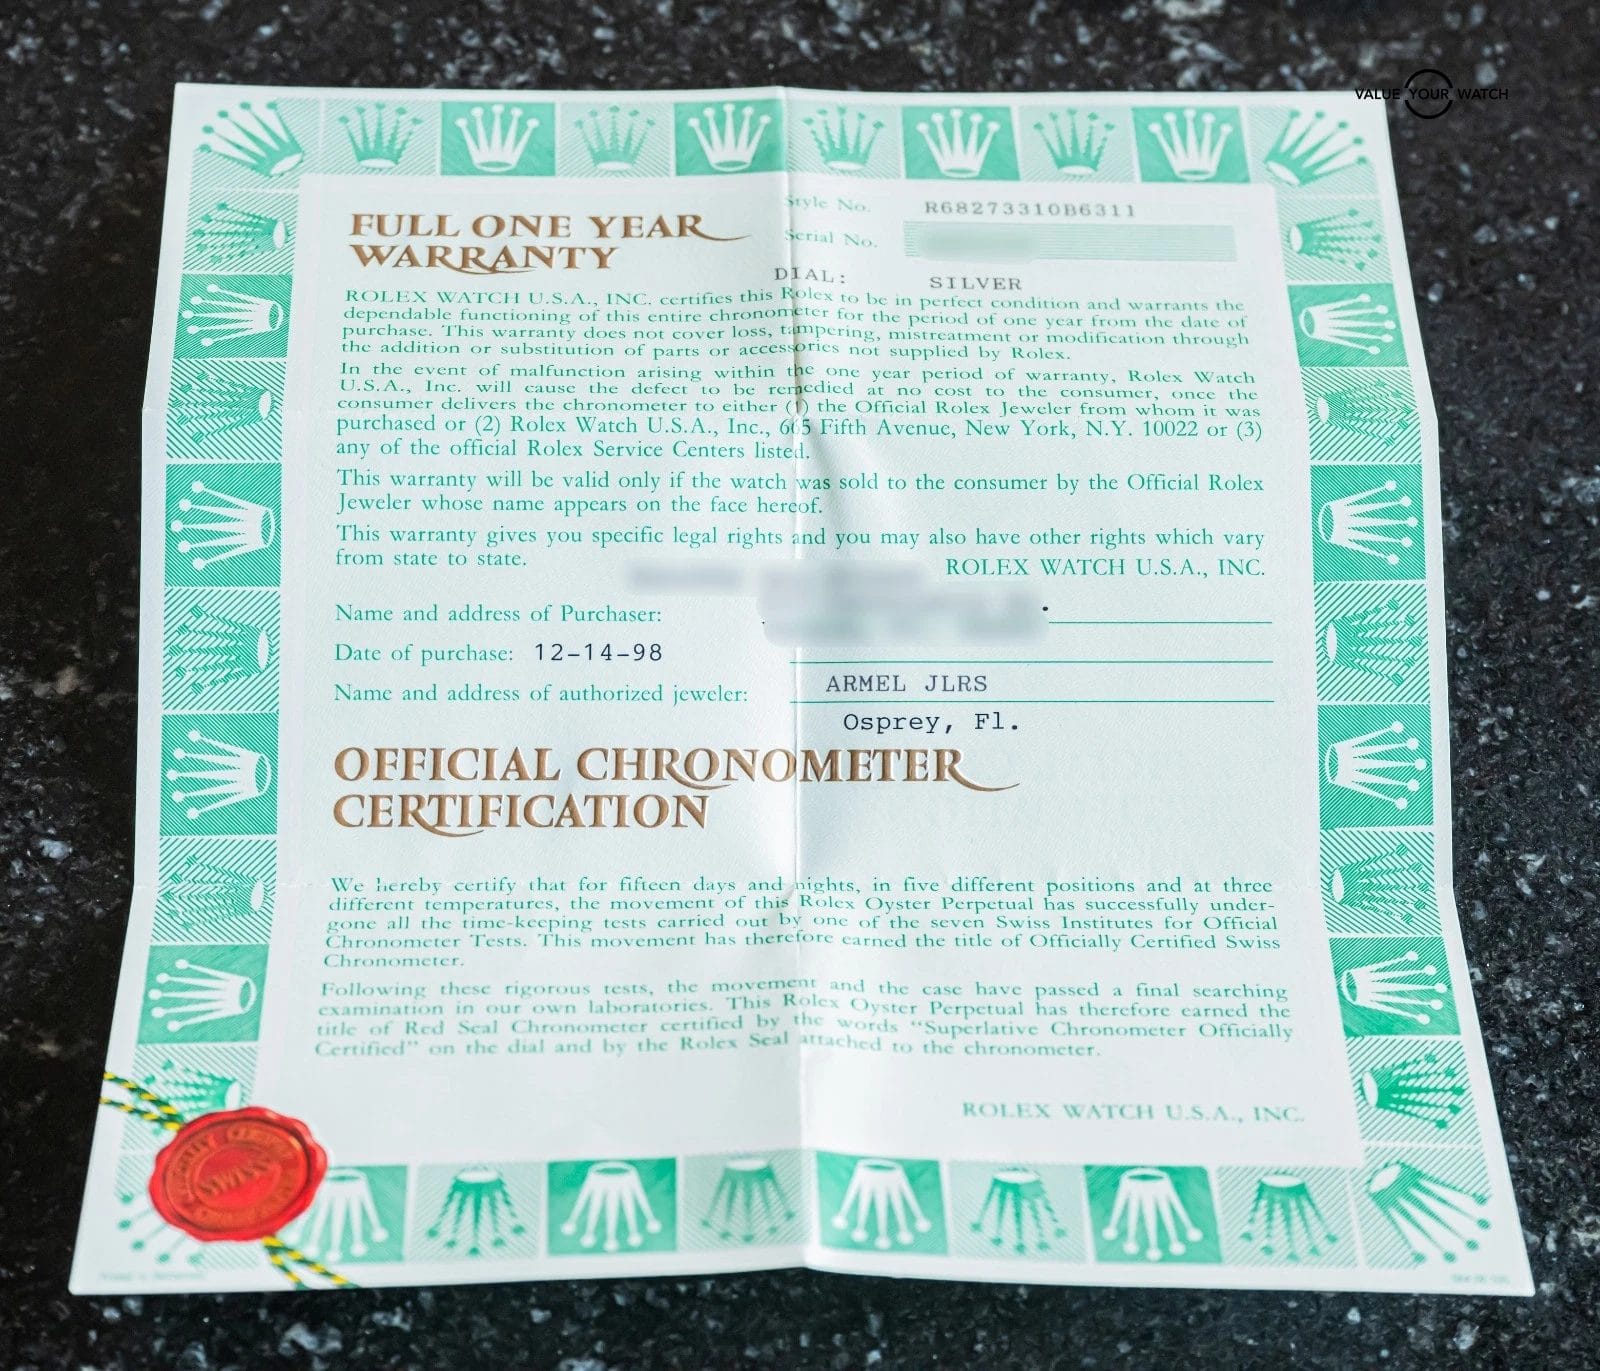 VALUE YOUR WATCH
Style No. R68273310B6311
FULL ONE YEAR
WARRANTY
Serial No.
DIAL: SILVER
ROLEX WATCH U.S.A., INC. certifies this Rolex to be in perfect condition and warrants the
dependable functioning of this entire chronometer for the period of one year from the date of
purchase. This warranty does not cover loss, tampering, mistreatment or modification through
the addition or substitution of parts or accessories not supplied by Rolex.
In the event of malfunction arising within the one year period of warranty, Rolex Watch
U.S.A., Inc. will cause the defect to be remedied at no cost to the consumer, once the
consumer delivers the chronometer to either (1) the Official Rolex Jeweler from whom it was
purchased or (2) Rolex Watch U.S.A., Inc., 665 Fifth Avenue, New York, N.Y. 10022 or (3)
any of the official Rolex Service Centers listed.
This warranty will be valid only if the watch was sold to the consumer by the Official Rolex
Jeweler whose name appears on the face hereof.
This warranty gives you specific legal rights and you may also have other rights which vary
from state to state.
ROLEX WATCH U.S.A., INC.
Name and address of Purchaser:
Date of purchase: 12-14-98
Name and address of authorized jeweler: ARMEL JLRS
Osprey, Fl.
OFFICIAL CHRONOMETER
CERTIFICATION
We hereby certify that for fifteen days and nights, in five different positions and at three
different temperatures, the movement of this Rolex Oyster Perpetual has successfully under-
gone all the time-keeping tests carried out by one of the seven Swiss Institutes for Official
Chronometer Tests. This movement has therefore earned the title of Officially Certified Swiss
Chronometer.
Following these rigorous tests, the movement and the case have passed a final searching
examination in our own laboratories. This Rolex Oyster Perpetual has therefore earned the
title of Red Seal Chronometer certified by the words “Superlative Chronometer Officially
Certified” on the dial and by the Rolex Seal attached to the chronometer.
ROLEX WATCH U.S.A., INC.
SWISS